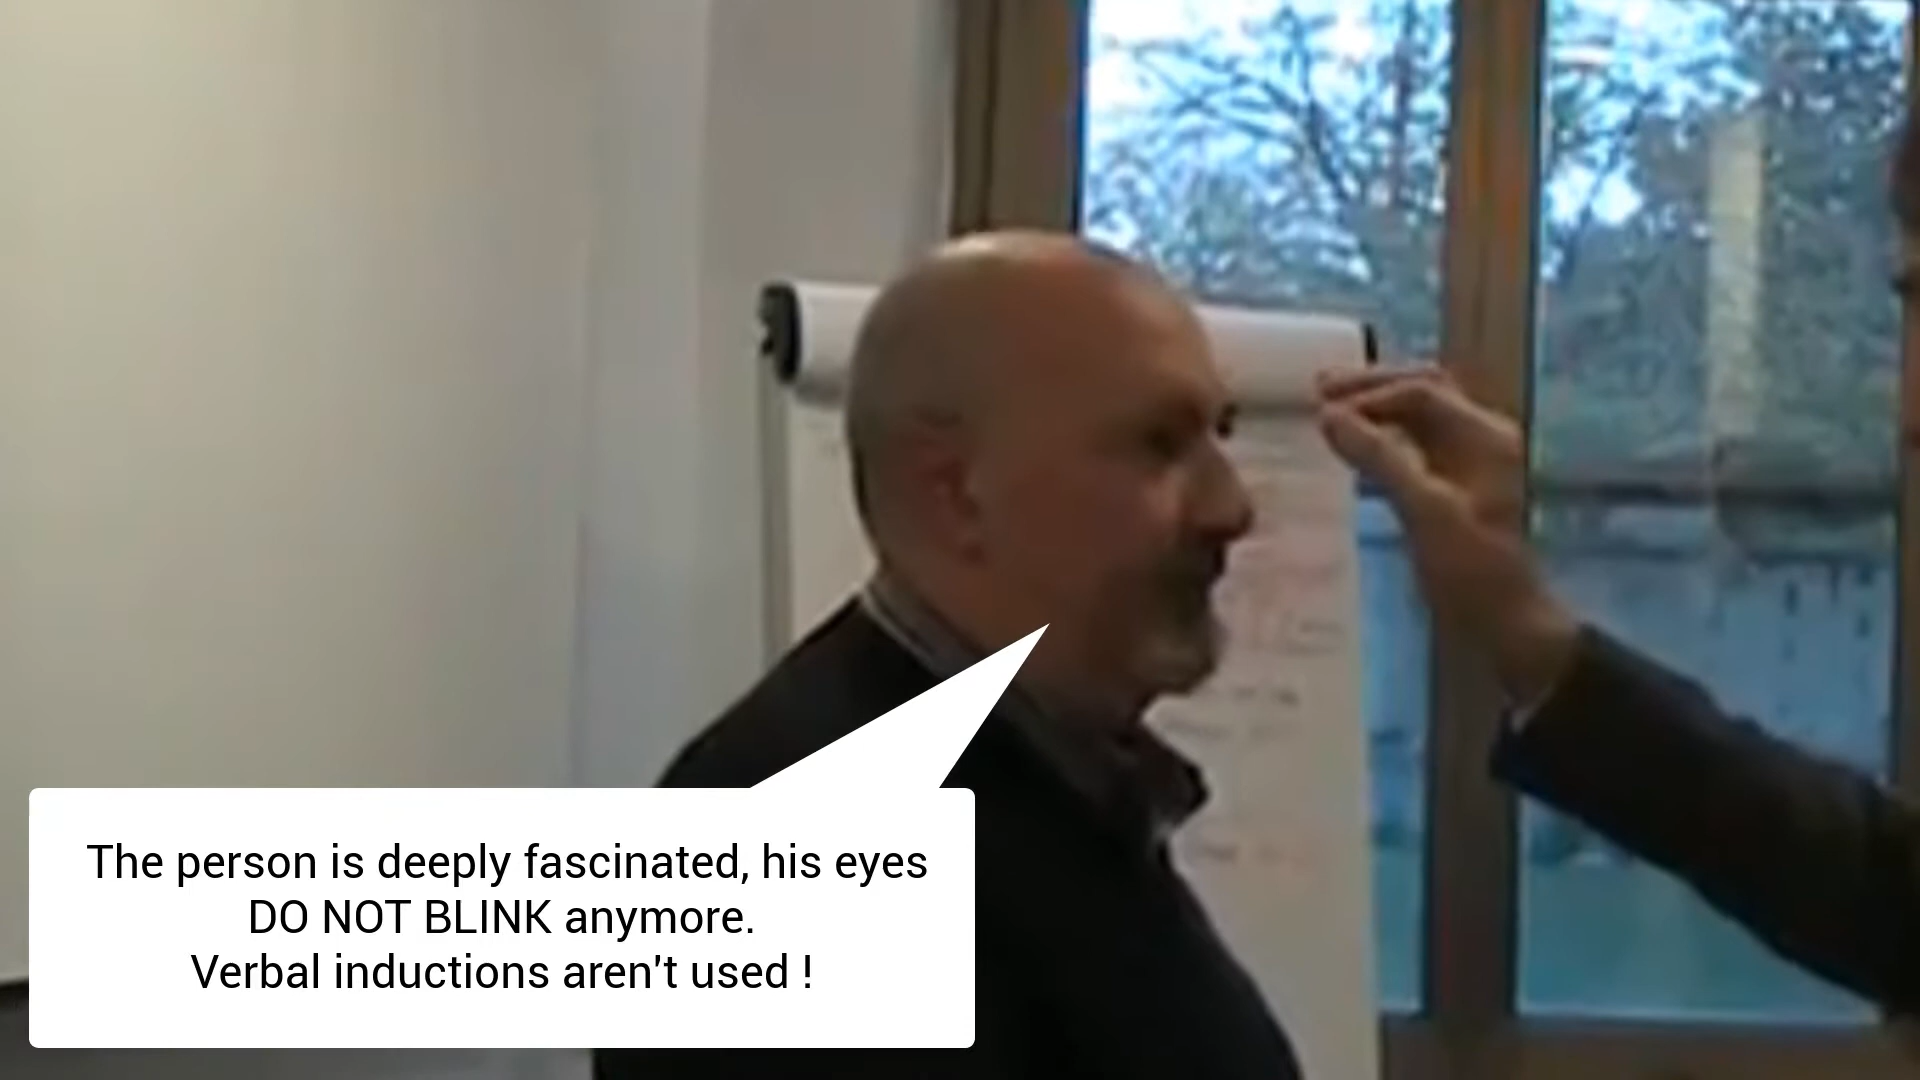 The person is deeply fascinated, his eyes
DO NOT BLINK anymore.
Verbal inductions aren't used !